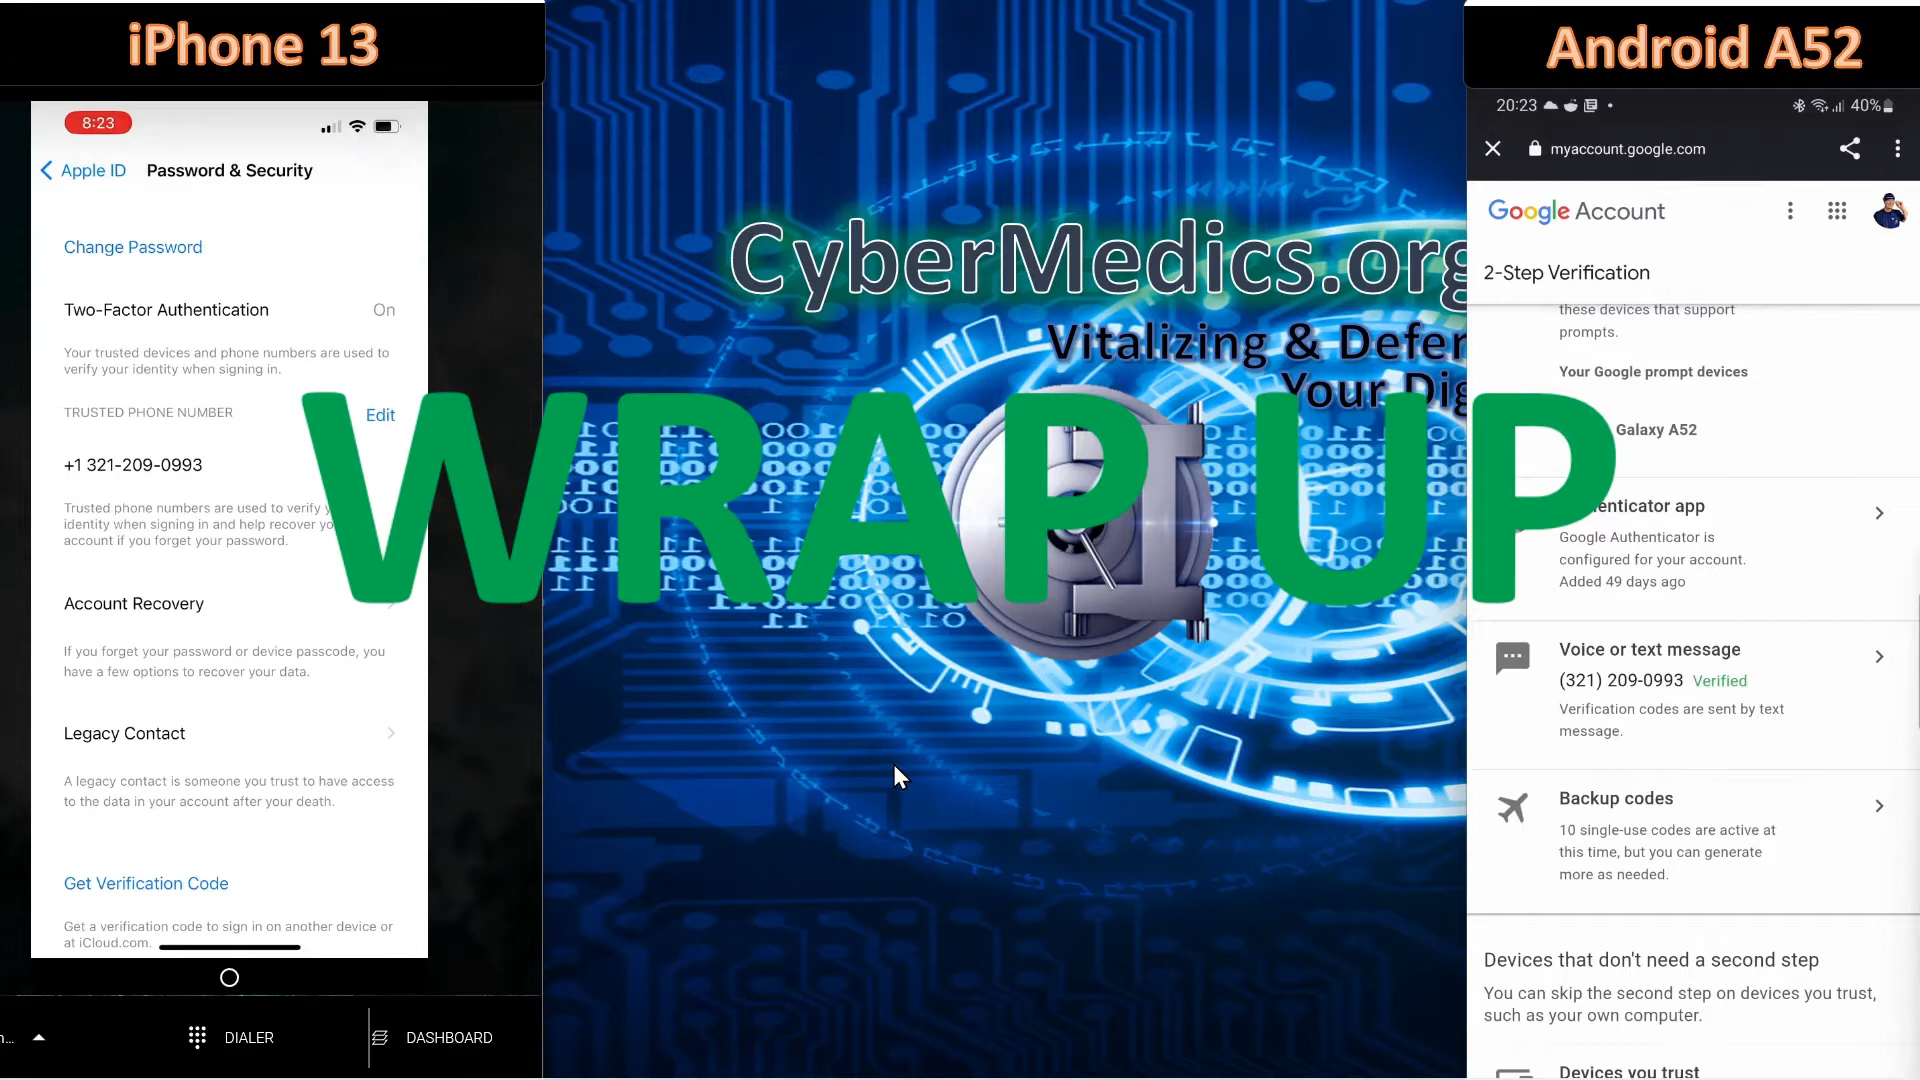 iPhone 13
8:23
Apple ID
Password & Security
Change Password
Two-Factor Authentication On
Your trusted devices and phone numbers are used to
verify your identity when signing in.
TRUSTED PHONE NUMBER Edit
+1 321-209-0993
Trusted phone numbers are used to verify
identity when signing in and help recover
account if you forget your password.
Account Recovery
If you forget your password or device passcode, you
have a few options to recover your data.
Legacy Contact
A legacy contact is someone you trust to have access
to the data in your account after your death.
Get Verification Code
Get a verification code to sign in on another device or
at iCloud.com.
DIALER
DASHBOARD
CyberMedics.org
Vitalizing &
Your
WRAP UP
Android A52
20:23
40%
myaccount.google.com
Google Account
2-Step Verification
these devices that support
prompts.
Your Google prompt devices
Galaxy A52
app
Google Authenticator is
configured for your account.
Added 49 days ago
Voice or text message
(321) 209-0993 Verified
Verification codes are sent by text
message.
Backup codes
10 single-use codes are active at
this time, but you can generate
more as needed.
Devices that don't need a second step
You can skip the second step on devices you trust,
such as your own computer.
Devices you trust